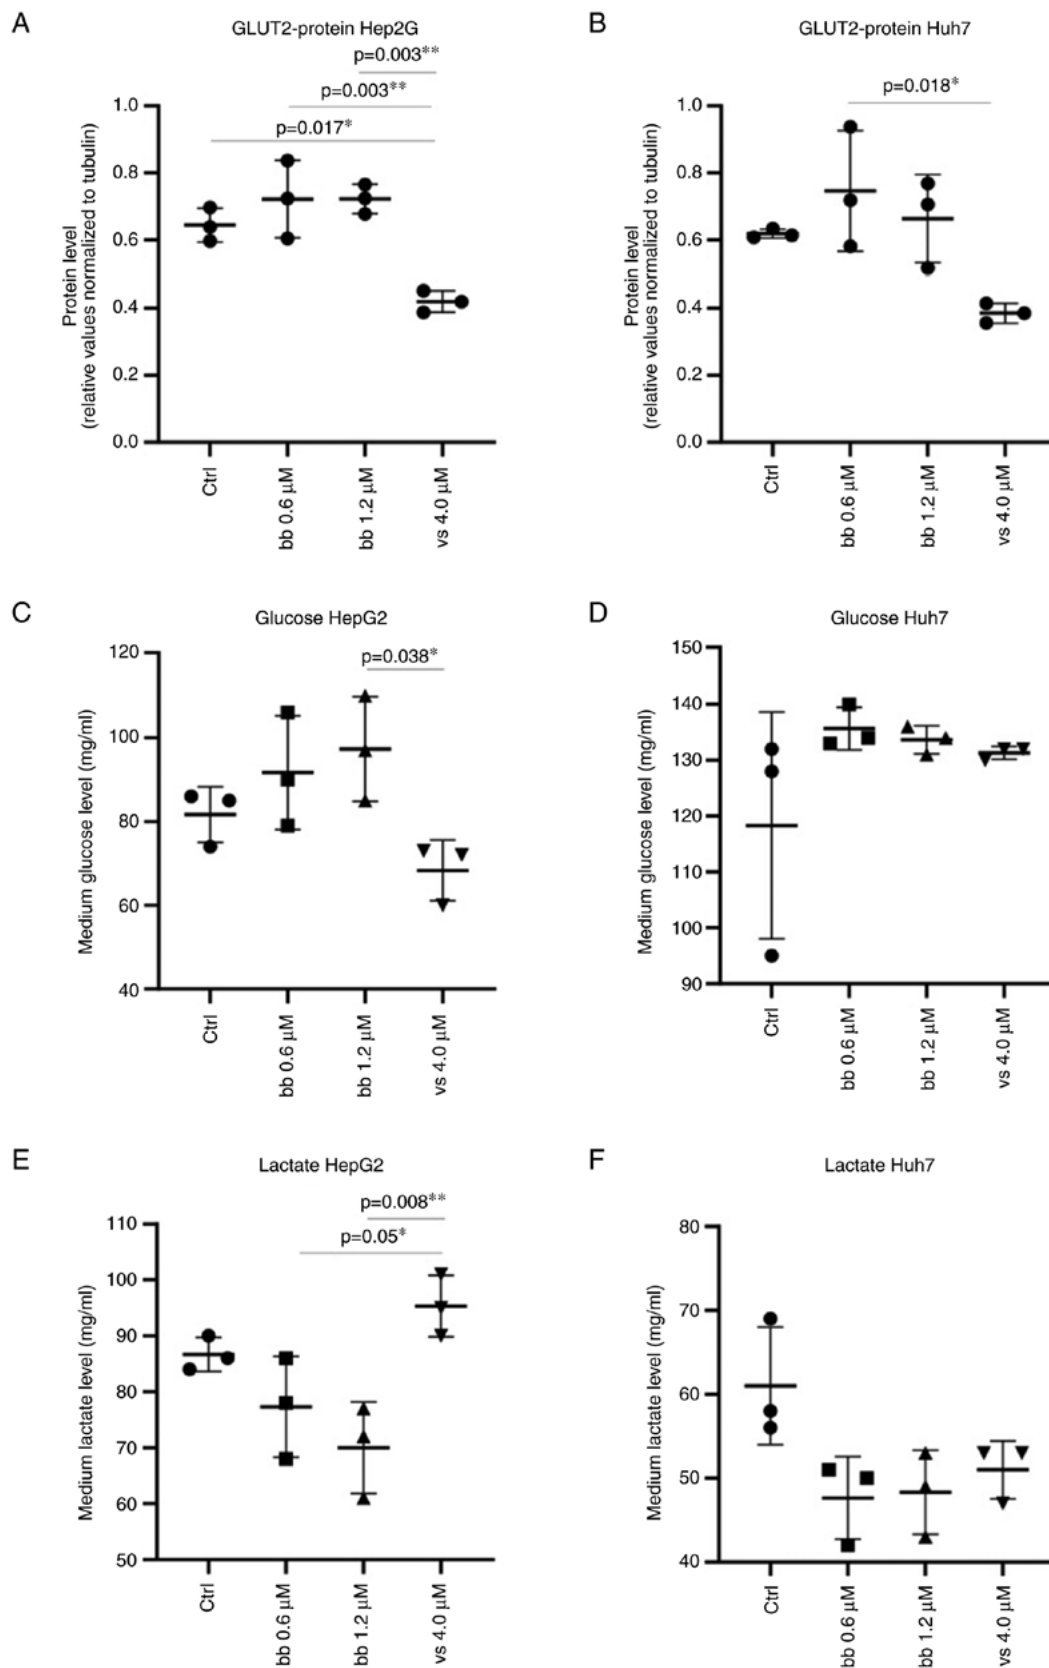 A
GLUT2-protein Hep2G
p=0.003**
p=0.003**
p=0.017*
1.0
0.8
0.6
0.4
0.2
0.0
Protein level
(relative values normalized to tubulin)
Ctrl
bb 0.6 μM
bb 1.2 μM
vs 4.0 μM
B
GLUT2-protein Huh7
p=0.018*
1.0
0.8
0.6
0.4
0.2
0.0
Protein level
(relative values normalized to tubulin)
Ctrl
bb 0.6 μM
bb 1.2 μM
vs 4.0 μM
C
Glucose HepG2
p=0.038*
120
100
80
60
40
Medium glucose level (mg/ml)
Ctrl
bb 0.6 μM
bb 1.2 μM
vs 4.0 μM
D
Glucose Huh7
150
140
130
120
110
100
90
Medium glucose level (mg/ml)
Ctrl
bb 0.6 μM
bb 1.2 μM
vs 4.0 μM
E
Lactate HepG2
p=0.008**
p=0.05*
110
100
90
80
70
60
50
Medium lactate level (mg/ml)
Ctrl
bb 0.6 μM
bb 1.2 μM
vs 4.0 μM
F
Lactate Huh7
80
70
60
50
40
Medium lactate level (mg/ml)
Ctrl
bb 0.6 μM
bb 1.2 μM
vs 4.0 μM